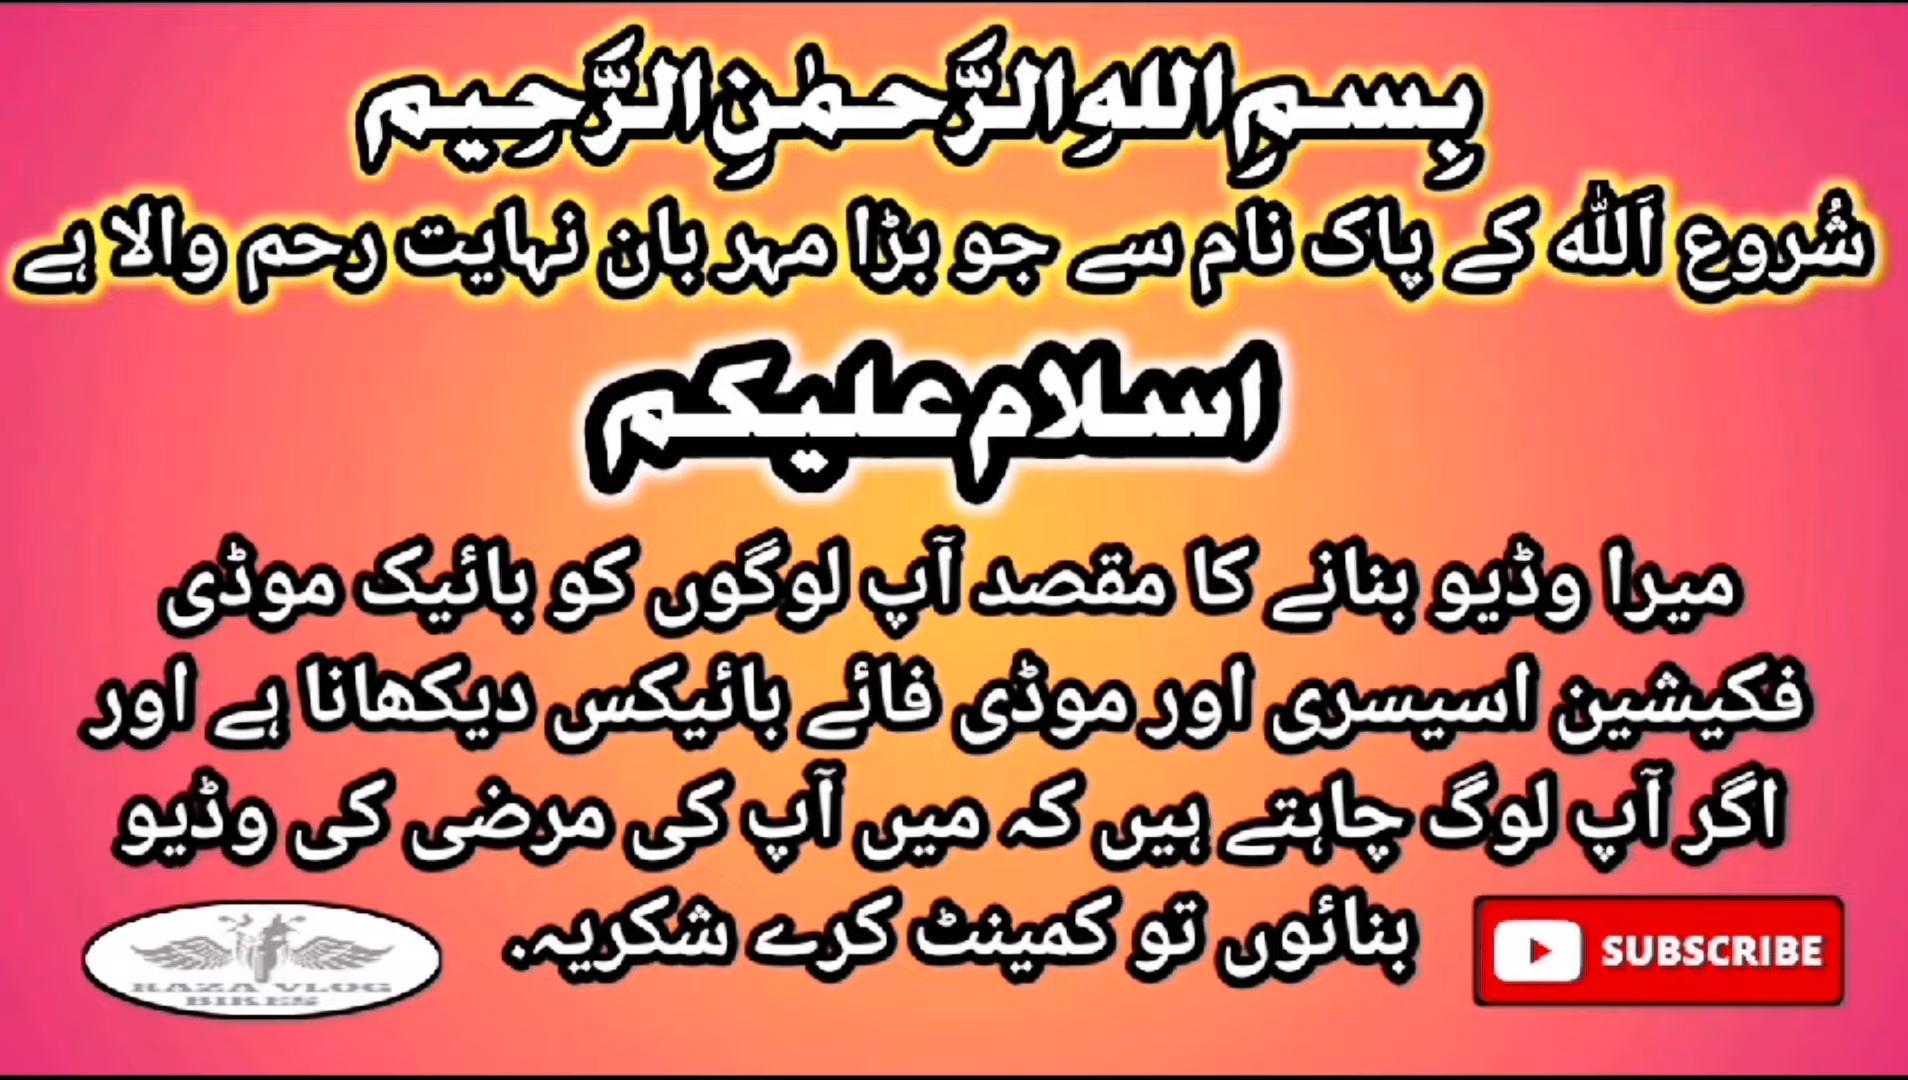 بِسمِ اللهِ الرَّحمٰنِ الرَّحِیم
شُروع اَللّٰه کے پاک نام سے جو بڑا مہر بان نہایت رحم والا ہے
اسلام علیکم
میرا وڈیو بنانے کا مقصد آپ لوگوں کو بائیک موڈی
فکیشین اسیسری اور موڈی فائے بائیکس دیکھانا ہے اور
اگر آپ لوگ چاہتے ہیں کہ میں آپ کی مرضی کی وڈیو
بنائوں تو کمینٹ کرے شکریہ.
SUBSCRIBE
RAZA VLOG
BIKES